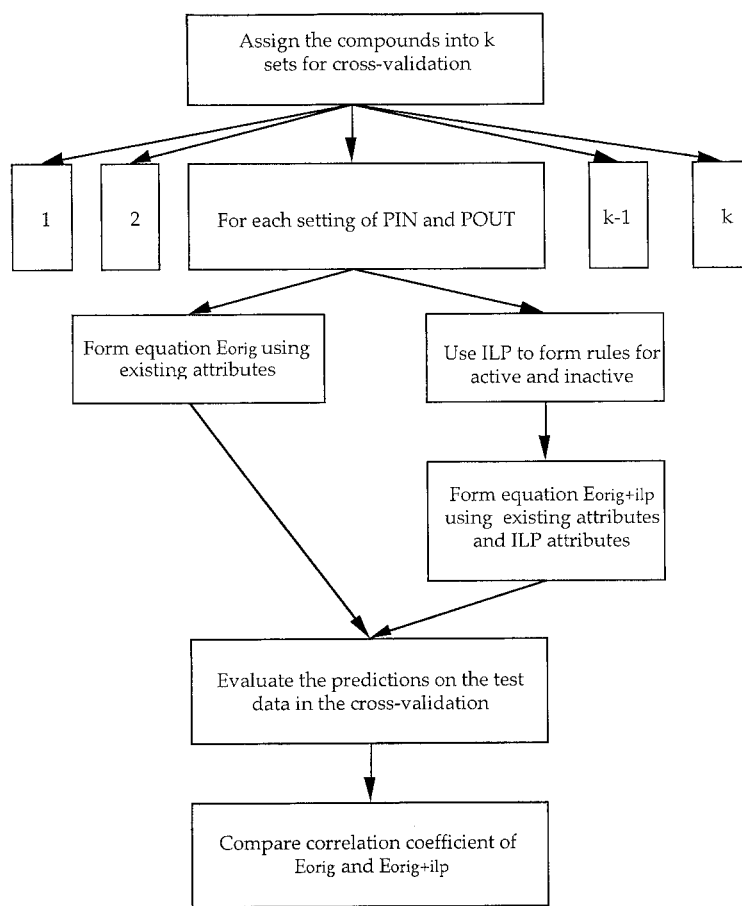 Assign the compounds into k
sets for cross-validation
1
2
For each setting of PIN and POUT
k-1
k
Form equation Eorig using
existing attributes
Use ILP to form rules for
active and inactive
Form equation Eorig+ilp
using existing attributes
and ILP attributes
Evaluate the predictions on the test
data in the cross-validation
Compare correlation coefficient of
Eorig and Eorig+ilp